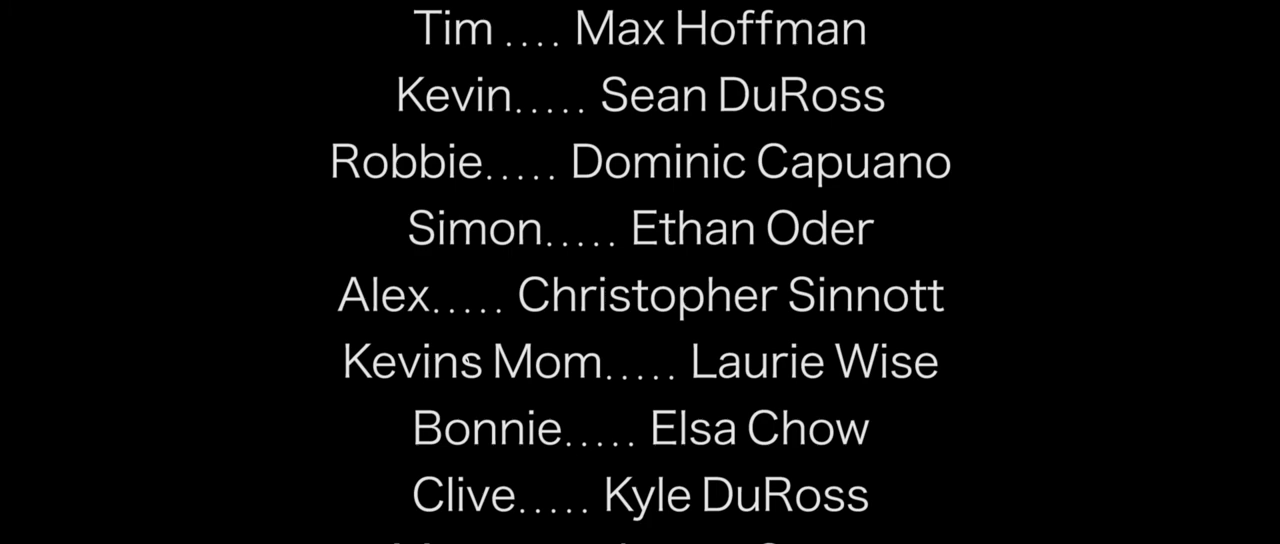 Tim .... Max Hoffman
Kevin..... Sean DuRoss
Robbie..... Dominic Capuano
Simon..... Ethan Oder
Alex..... Christopher Sinnott
Kevins Mom..... Laurie Wise
Bonnie..... Elsa Chow
Clive..... Kyle DuRoss